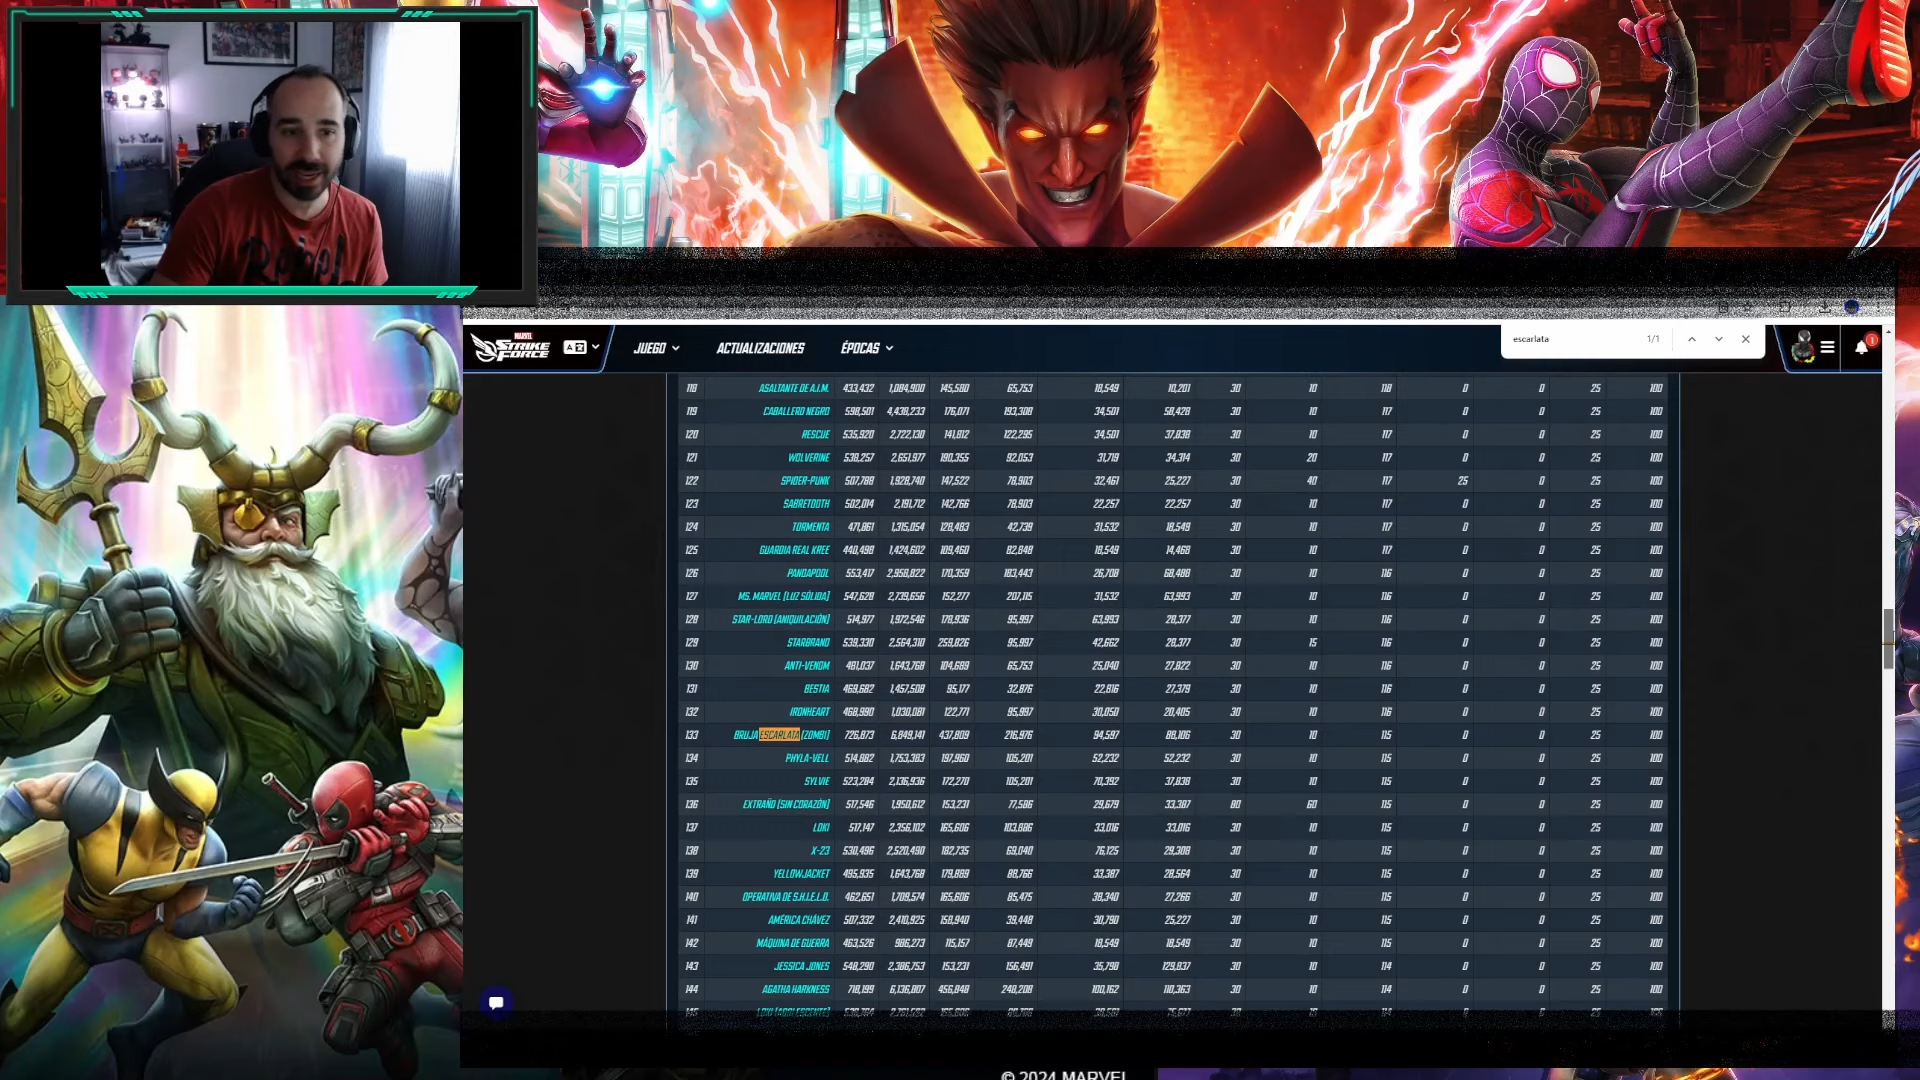 Rebel
MARVEL
STRIKE
FORCE
JUEGO
ACTUALIZACIONES
ÉPOCAS
escarlata
1/1
1
118 ASALTANTE DE A.I.M. 433,432 1,084,900 145,580 65,753 18,549 10,201 30 10 118 0 0 25 100
119 CABALLERO NEGRO 598,501 4,438,233 176,071 193,308 34,501 58,428 30 10 117 0 0 25 100
120 RESCUE 535,920 2,722,130 141,812 122,295 34,501 37,838 30 10 117 0 0 25 100
121 WOLVERINE 538,257 2,651,977 180,355 92,053 31,719 34,314 30 20 117 0 0 25 100
122 SPIDER-PUNK 507,788 1,928,740 147,522 78,903 32,461 25,227 30 40 117 25 0 25 100
123 SABRETOOTH 502,014 2,191,712 142,766 78,903 22,257 22,257 30 10 117 0 0 25 100
124 TORMENTA 471,861 1,315,054 128,483 42,739 31,532 18,549 30 10 117 0 0 25 100
125 GUARDIA REAL KREE 440,498 1,424,602 109,460 82,848 18,549 14,468 30 10 117 0 0 25 100
126 PANDAPOOL 553,417 2,958,822 170,359 183,443 26,708 68,488 30 10 116 0 0 25 100
127 MS. MARVEL (LUZ SÓLIDA) 547,628 2,739,656 152,277 207,115 31,532 63,993 30 10 116 0 0 25 100
128 STAR-LORD (ANIQUILACIÓN) 514,977 1,972,546 178,936 95,997 63,993 28,377 30 10 116 0 0 25 100
129 STARBRAND 539,330 2,564,310 259,826 95,997 42,662 28,377 30 15 116 0 0 25 100
130 ANTI-VENOM 481,037 1,643,768 104,689 65,753 25,040 27,822 30 10 116 0 0 25 100
131 BESTIA 469,682 1,457,508 95,177 32,876 22,816 27,379 30 10 116 0 0 25 100
132 IRONHEART 468,990 1,030,081 122,771 95,997 30,050 20,405 30 10 116 0 0 25 100
133 BRUJA ESCARLATA (ZOMBI) 726,873 6,849,141 437,809 216,976 94,597 88,106 30 10 115 0 0 25 100
134 PHYLA-VELL 514,882 1,753,383 197,960 105,201 52,232 52,232 30 10 115 0 0 25 100
135 SYLVIE 523,284 2,136,936 172,270 105,201 70,392 37,838 30 10 115 0 0 25 100
136 EXTRAÑO (SIN CORAZÓN) 517,546 1,950,612 153,231 77,586 29,679 33,387 80 60 115 0 0 25 100
137 LOKI 517,147 2,356,102 165,606 103,886 33,016 33,016 30 10 115 0 0 25 100
138 X-23 530,496 2,520,490 182,735 69,040 76,125 29,308 30 10 115 0 0 25 100
139 YELLOWJACKET 495,935 1,643,768 179,889 88,766 33,387 28,564 30 10 115 0 0 25 100
140 OPERATIVA DE S.H.I.E.L.D. 462,651 1,709,574 165,606 85,475 38,340 27,266 30 10 115 0 0 25 100
141 AMÉRICA CHÁVEZ 507,332 2,410,925 158,940 39,448 30,790 25,227 30 10 115 0 0 25 100
142 MÁQUINA DE GUERRA 463,526 986,273 115,157 87,449 18,549 18,549 30 10 115 0 0 25 100
143 JESSICA JONES 548,290 2,386,753 153,231 156,491 35,798 129,837 30 10 114 0 0 25 100
144 AGATHA HARKNESS 718,199 6,136,807 456,848 248,208 100,162 110,363 30 10 114 0 0 25 100
© 2024 MARVEL